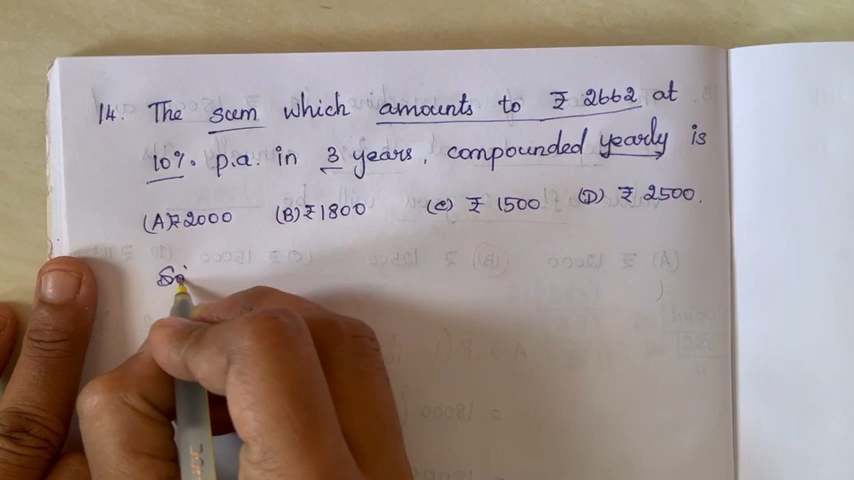 14. The sum which amounts to ₹ 2662 at
10%. p.a. in 3 years, compounded yearly is
(A) ₹2000 (B) ₹1800 (C) ₹ 1500 (D) ₹ 2500.